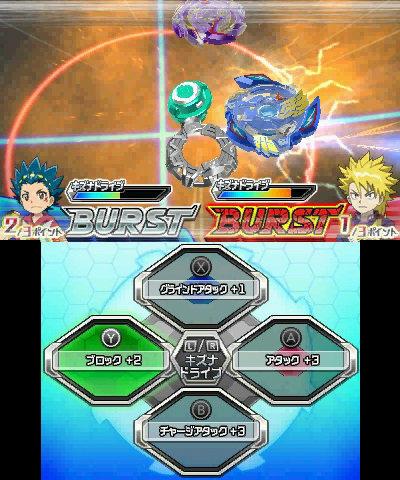 キズナドライブ
BURST
2/3ポイント
キズナドライブ
BURST
1/3ポイント
X
グラインドアタック +1
Y
ブロック +2
L/R
キズナ
ドライブ
A
アタック +3
B
チャージアタック +3